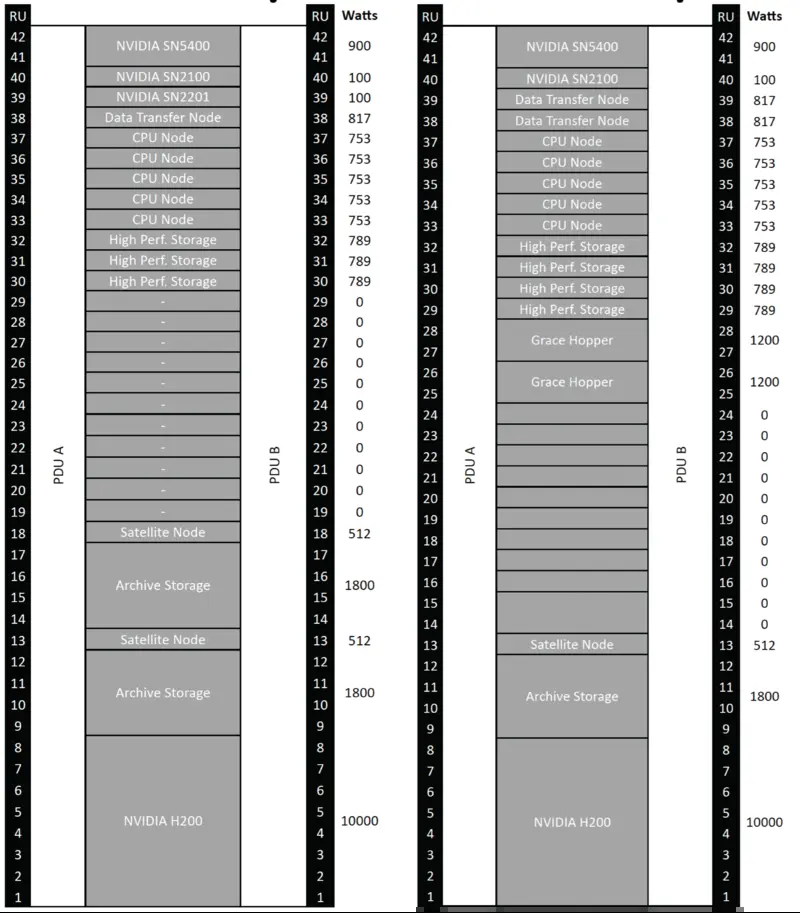 RU RU Watts
42 NVIDIA SN5400 42 900
41 41
40 NVIDIA SN2100 40 100
39 NVIDIA SN2201 39 100
38 Data Transfer Node 38 817
37 CPU Node 37 753
36 CPU Node 36 753
35 CPU Node 35 753
34 CPU Node 34 753
33 CPU Node 33 753
32 High Perf. Storage 32 789
31 High Perf. Storage 31 789
30 High Perf. Storage 30 789
29 - 29 0
28 - 28 0
27 - 27 0
26 - 26 0
25 - 25 0
24 - 24 0
23 - 23 0
22 - 22 0
21 - 21 0
20 - 20 0
19 - 19 0
18 Satellite Node 18 512
17 17
16 Archive Storage 16 1800
15 15
14 14
13 Satellite Node 13 512
12 12
11 Archive Storage 11 1800
10 10
9 9
8 8
7 7
6 6
5 NVIDIA H200 5 10000
4 4
3 3
2 2
1 1
PDU A
PDU B
RU RU Watts
42 NVIDIA SN5400 42 900
41 41
40 NVIDIA SN2100 40 100
39 Data Transfer Node 39 817
38 Data Transfer Node 38 817
37 CPU Node 37 753
36 CPU Node 36 753
35 CPU Node 35 753
34 CPU Node 34 753
33 CPU Node 33 753
32 High Perf. Storage 32 789
31 High Perf. Storage 31 789
30 High Perf. Storage 30 789
29 High Perf. Storage 29 789
28 Grace Hopper 28 1200
27 27
26 Grace Hopper 26 1200
25 25
24 24 0
23 23 0
22 22 0
21 21 0
20 20 0
19 19 0
18 18 0
17 17 0
16 16 0
15 15 0
14 14 0
13 Satellite Node 13 512
12 12
11 Archive Storage 11 1800
10 10
9 9
8 8
7 7
6 6
5 NVIDIA H200 5 10000
4 4
3 3
2 2
1 1
PDU A
PDU B